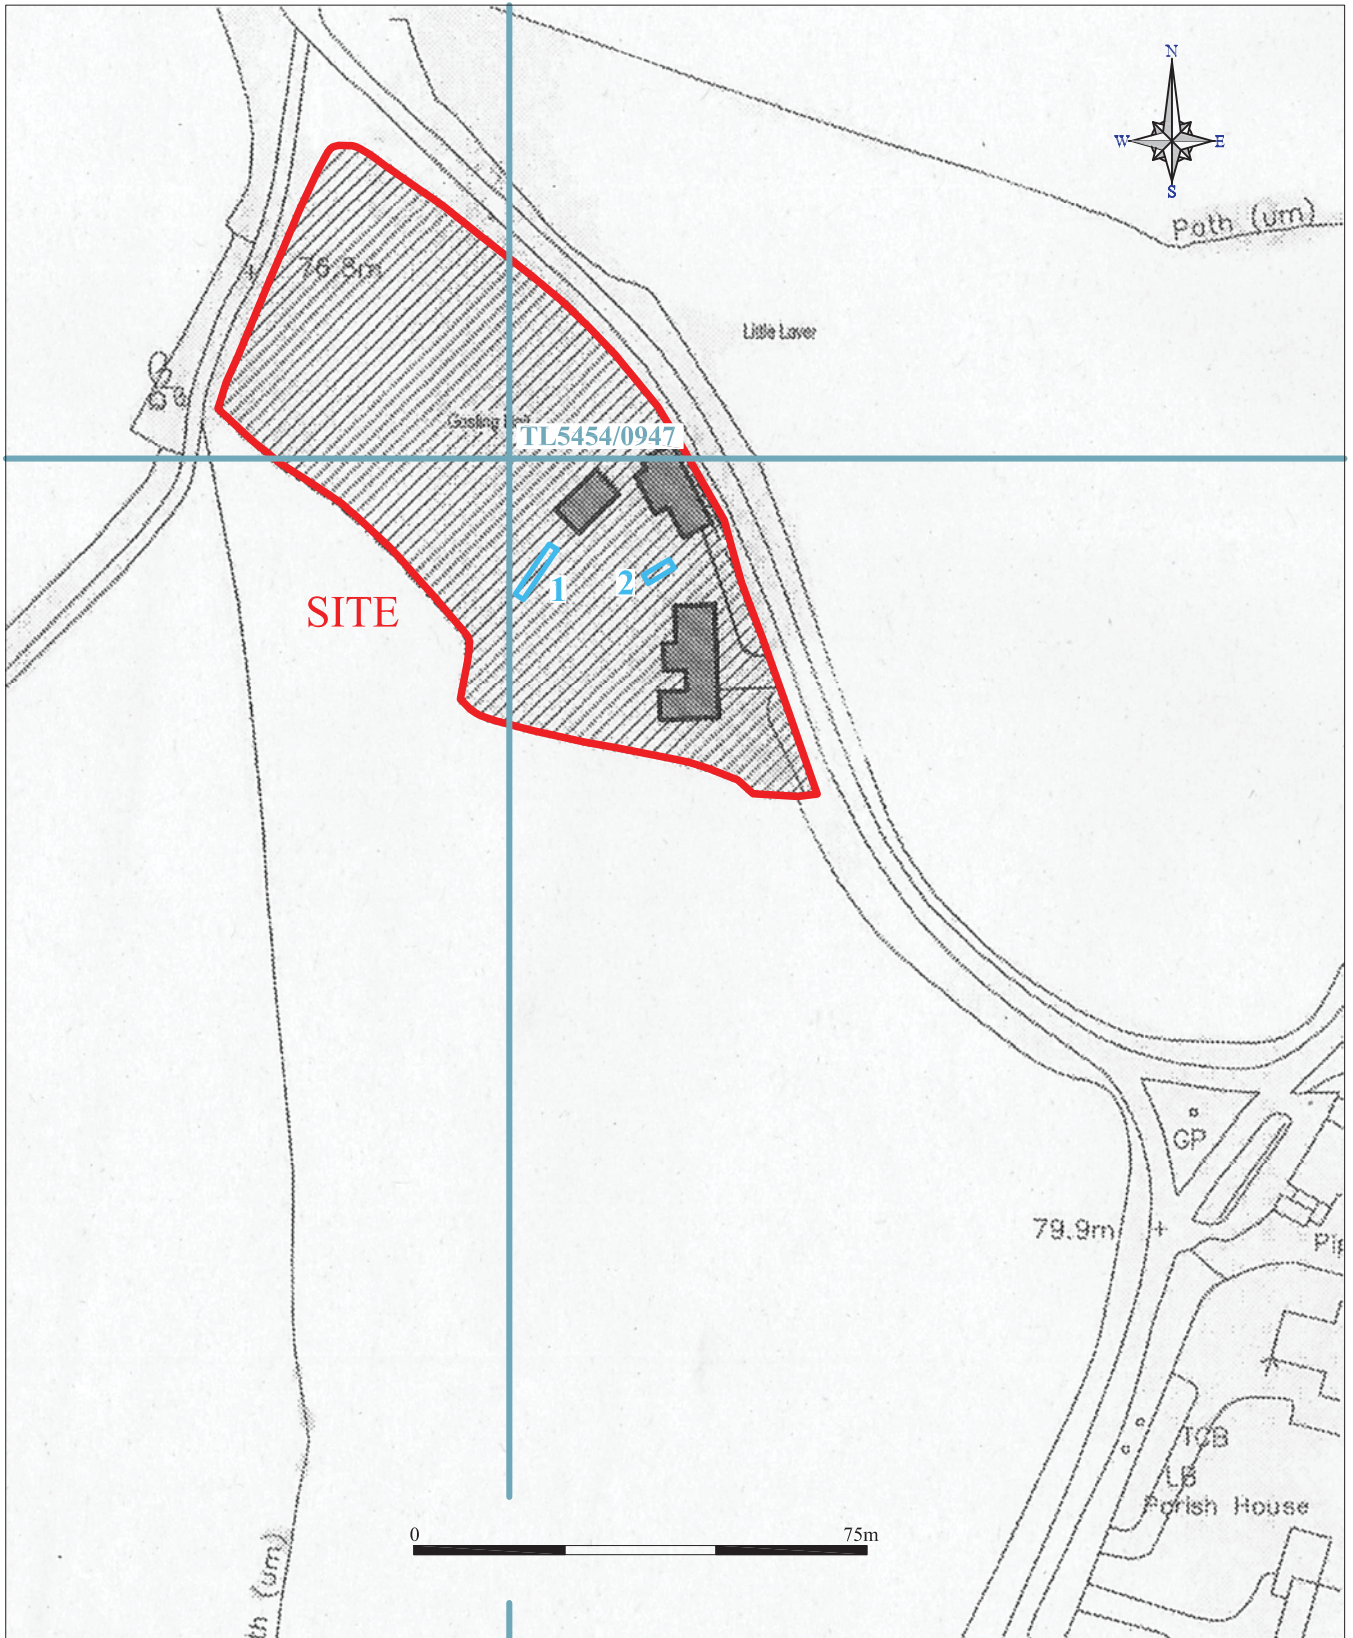 N
W E
S
Path (um)
76.8m
Little Laver
Gosling
TL5454/0947
1
2
SITE
GP
79.9m
TCB
LB
Parish House
0 75m
(um)